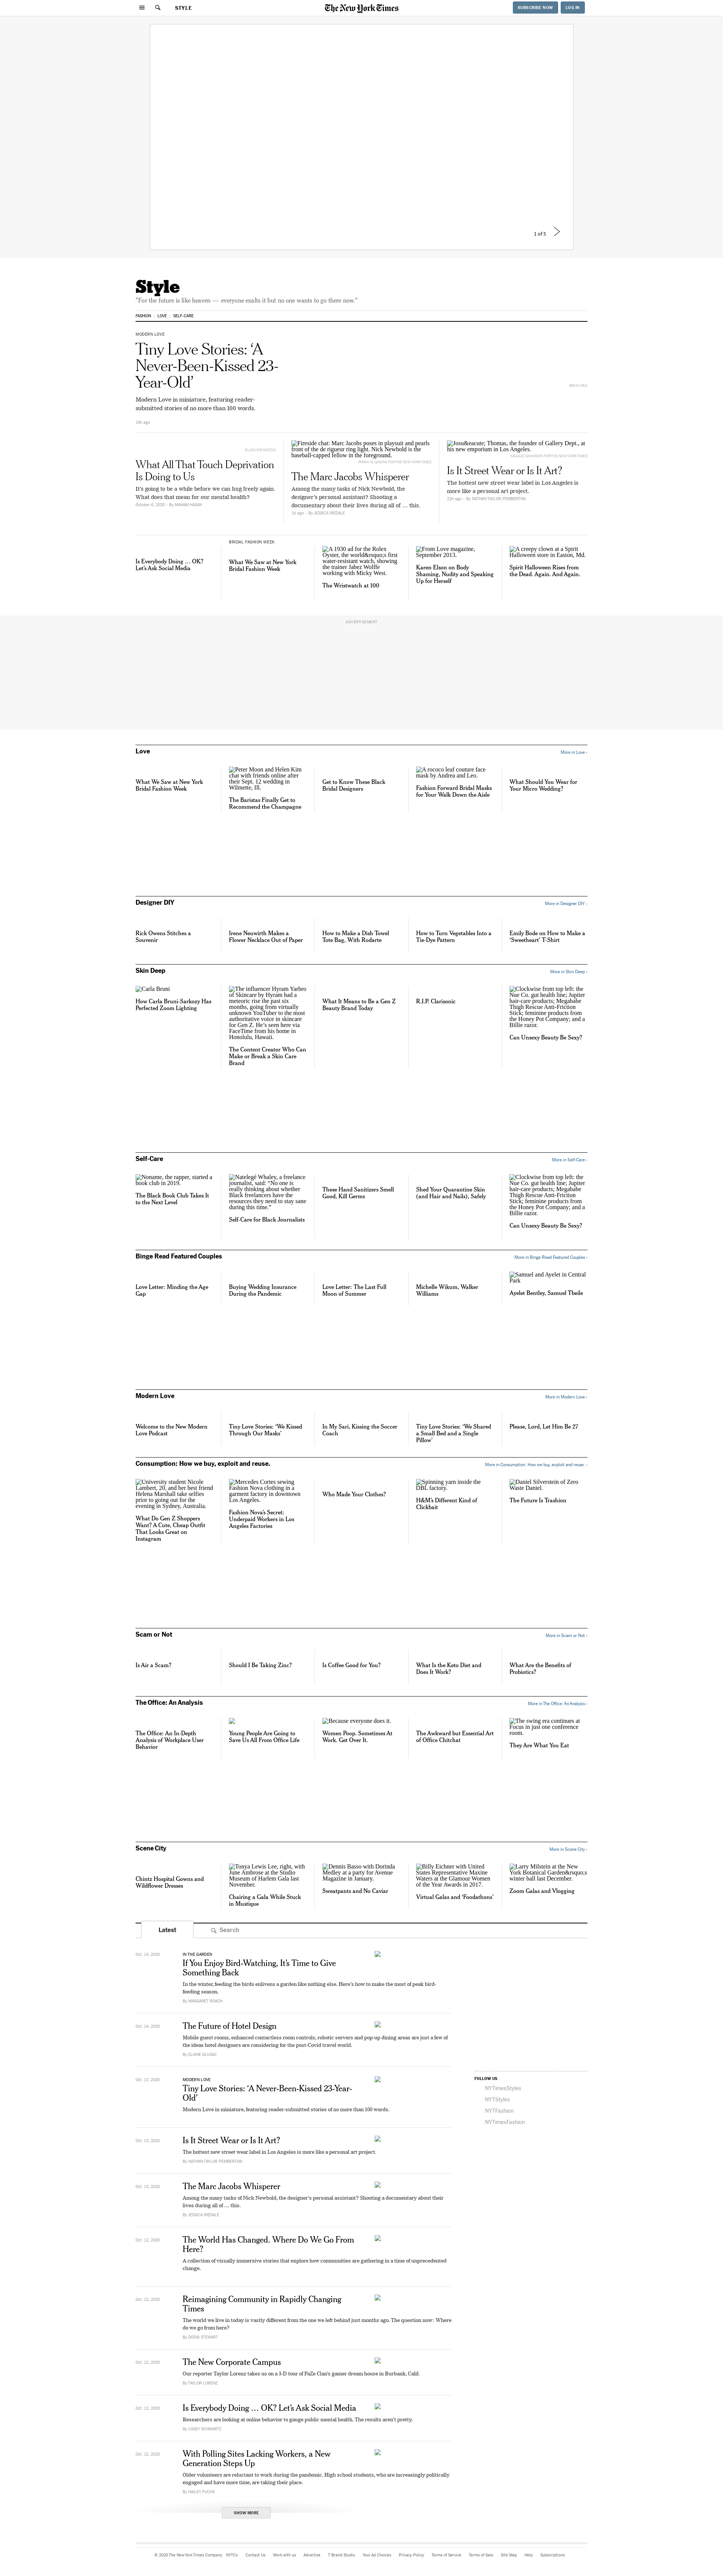 STYLE
The New York Times
SUBSCRIBE NOW
LOG IN
1 of 5
Style
"For the future is like heaven — everyone exalts it but no one wants to go there now."
FASHION
LOVE
SELF-CARE
MODERN LOVE
Tiny Love Stories: ‘A
Never-Been-Kissed 23-
Year-Old’
Modern Love in miniature, featuring reader-
submitted stories of no more than 100 words.
What All That Touch Deprivation
Is Doing to Us
It's going to be a while before we can hug freely again.
What does that mean for our mental health?
October 6, 2020 · By MAHAM HASAN
Fireside chat: Marc Jacobs poses in playsuit and pearls
front of the de riguear ring light. Nick Newbold is the
baseball-capped fellow in the foreground.
The Marc Jacobs Whisperer
Among the many tasks of Nick Newbold, the
designer's personal assistant? Shooting a
documentary about their lives during all of … this.
By JESSICA IREDALE
Josu&eacute; Thomas, the founder of Gallery Dept., at
his new emporium in Los Angeles.
Is It Street Wear or Is It Art?
The hottest new street wear label in Los Angeles is
more like a personal art project.
By NATHAN TAYLOR PEMBERTON
Is Everybody Doing … OK?
Let's Ask Social Media
BRIDAL FASHION WEEK
What We Saw at New York
Bridal Fashion Week
A 1930 ad for the Rolex
Oyster, the world&rsquo;s first
water-resistant watch, showing
the trainer Jabez Wolffe
working with Micky West.
The Wristwatch at 100
From Love magazine,
September 2013.
Karen Elson on Body
Shaming, Nudity and Speaking
Up for Herself
A creepy clown at a Spirit
Halloween store in Easton, Md.
Spirit Halloween Rises from
the Dead. Again. And Again.
ADVERTISEMENT
Love
More in Love ›
What We Saw at New York
Bridal Fashion Week
Peter Moon and Helen Kim
chat with friends online after
their Sept. 12 wedding in
Wilmette, Ill.
The Baristas Finally Get to
Recommend the Champagne
Get to Know These Black
Bridal Designers
A rococo leaf couture face
mask by Andrea and Leo.
Fashion Forward Bridal Masks
for Your Walk Down the Aisle
What Should You Wear for
Your Micro Wedding?
Designer DIY
More in Designer DIY ›
Rick Owens Stitches a
Souvenir
Irene Neuwirth Makes a
Flower Necklace Out of Paper
How to Make a Dish Towel
Tote Bag, With Rodarte
How to Turn Vegetables Into a
Tie-Dye Pattern
Emily Bode on How to Make a
‘Sweetheart’ T-Shirt
Skin Deep
More in Skin Deep ›
Carla Bruni
How Carla Bruni-Sarkozy Has
Perfected Zoom Lighting
The influencer Hyram Yarbro
of Skincare by Hyram had a
meteoric rise the past six
months, going from virtually
unknown YouTuber to the most
authoritative voice in skincare
for Gen Z. He's seen here via
FaceTime from his home in
Honolulu, Hawaii.
The Content Creator Who Can
Make or Break a Skin Care
Brand
What It Means to Be a Gen Z
Beauty Brand Today
R.I.P. Clarisonic
Clockwise from top left: the
Nue Co. gut health line; Jupiter
hair-care products; Megababe
Thigh Rescue Anti-Friction
Stick; feminine products from
the Honey Pot Company; and a
Billie razor.
Can Unsexy Beauty Be Sexy?
Self-Care
More in Self-Care ›
Noname, the rapper, started a
book club in 2019.
The Black Book Club Takes It
to the Next Level
Natelegé Whaley, a freelance
journalist, said: “No one is
really thinking about whether
Black freelancers have the
resources they need to stay sane
during this time.”
Self-Care for Black Journalists
These Hand Sanitizers Smell
Good, Kill Germs
Shed Your Quarantine Skin
(and Hair and Nails), Safely
Clockwise from top left: the
Nue Co. gut health line; Jupiter
hair-care products; Megababe
Thigh Rescue Anti-Friction
Stick; feminine products from
the Honey Pot Company; and a
Billie razor.
Can Unsexy Beauty Be Sexy?
Binge Read Featured Couples
More in Binge Read Featured Couples ›
Love Letter: Minding the Age
Gap
Buying Wedding Insurance
During the Pandemic
Love Letter: The Last Full
Moon of Summer
Michelle Wikum, Walker
Williams
Samuel and Ayelet in Central
Park
Ayelet Bentley, Samuel Theile
Modern Love
More in Modern Love ›
Welcome to the New Modern
Love Podcast
Tiny Love Stories: ‘We Kissed
Through Our Masks’
In My Sari, Kissing the Soccer
Coach
Tiny Love Stories: ‘We Shared
a Small Bed and a Single
Pillow’
Please, Lord, Let Him Be 27
Consumption: How we buy, exploit and reuse.
More in Consumption: How we buy, exploit and reuse. ›
University student Nicole
Lambert, 20, and her best friend
Helena Marshall take selfies
prior to going out for the
evening in Sydney, Australia.
What Do Gen Z Shoppers
Want? A Cute, Cheap Outfit
That Looks Great on
Instagram
Mercedes Cortes sewing
Fashion Nova clothing in a
garment factory in downtown
Los Angeles.
Fashion Nova's Secret:
Underpaid Workers in Los
Angeles Factories
Who Made Your Clothes?
Spinning yarn inside the
DBL factory.
H&M's Different Kind of
Clickbait
Daniel Silverstein of Zero
Waste Daniel.
The Future Is Trashion
Scam or Not
More in Scam or Not ›
Is Air a Scam?
Should I Be Taking Zinc?
Is Coffee Good for You?
What Is the Keto Diet and
Does It Work?
What Are the Benefits of
Probiotics?
The Office: An Analysis
More in The Office: An Analysis ›
The Office: An In-Depth
Analysis of Workplace User
Behavior
Young People Are Going to
Save Us All From Office Life
Because everyone does it.
Women Poop. Sometimes At
Work. Get Over It.
The Awkward but Essential Art
of Office Chitchat
The swing era continues at
Focus in just one conference
room.
They Are What You Eat
Scene City
More in Scene City ›
Chintz Hospital Gowns and
Wildflower Dresses
Tonya Lewis Lee, right, with
Jane Ambrose at the Studio
Museum of Harlem Gala last
November.
Chairing a Gala While Stuck
in Mustique
Dennis Basso with Dorinda
Medley at a party for Avenue
Magazine in January.
Sweatpants and No Caviar
Billy Eichner with United
States Representative Maxine
Waters at the Glamour Women
of the Year Awards in 2017.
Virtual Galas and ‘Foodathons’
Larry Milstein at the New
York Botanical Garden&rsquo;s
winter ball last December.
Zoom Galas and Vlogging
Latest
Search
Oct. 14, 2020
IN THE GARDEN
If You Enjoy Bird-Watching, It's Time to Give
Something Back
In the winter, feeding the birds enlivens a garden like nothing else. Here's how to make the most of peak bird-
feeding season.
By MARGARET ROACH
Oct. 14, 2020
The Future of Hotel Design
Mobile guest rooms, enhanced contactless room controls, robotic servers and pop-up dining areas are just a few of
the ideas hotel designers are considering for the post-Covid travel world.
By ELAINE GLUSAC
Oct. 13, 2020
MODERN LOVE
Tiny Love Stories: ‘A Never-Been-Kissed 23-Year-
Old’
Modern Love in miniature, featuring reader-submitted stories of no more than 100 words.
Oct. 13, 2020
Is It Street Wear or Is It Art?
The hottest new street wear label in Los Angeles is more like a personal art project.
By NATHAN TAYLOR PEMBERTON
Oct. 13, 2020
The Marc Jacobs Whisperer
Among the many tasks of Nick Newbold, the designer's personal assistant? Shooting a documentary about their
lives during all of … this.
By JESSICA IREDALE
Oct. 12, 2020
The World Has Changed. Where Do We Go From
Here?
A collection of visually immersive stories that explore how communities are gathering in a time of unprecedented
change.
Oct. 12, 2020
Reimagining Community in Rapidly Changing
Times
The world we live in today is vastly different from the one we left behind just months ago. The question now: Where
do we go from here?
By DODAI STEWART
Oct. 12, 2020
The New Corporate Campus
Our reporter Taylor Lorenz takes us on a 3-D tour of FaZe Clan's gamer dream house in Burbank, Calif.
By TAYLOR LORENZ
Oct. 12, 2020
Is Everybody Doing … OK? Let's Ask Social Media
Researchers are looking at online behavior to gauge public mental health. The results aren't pretty.
By CASEY SCHWARTZ
Oct. 12, 2020
With Polling Sites Lacking Workers, a New
Generation Steps Up
Older volunteers are reluctant to work during the pandemic. High school students, who are increasingly politically
engaged and have more time, are taking their place.
By HAILEY FUCHS
SHOW MORE
FOLLOW US
NYTimesStyles
NYTStyles
NYTFashion
NYTimesFashion
© 2020 The New York Times Company
NYTCo
Contact Us
Work with us
Advertise
T Brand Studio
Your Ad Choices
Privacy Policy
Terms of Service
Terms of Sale
Site Map
Help
Subscriptions